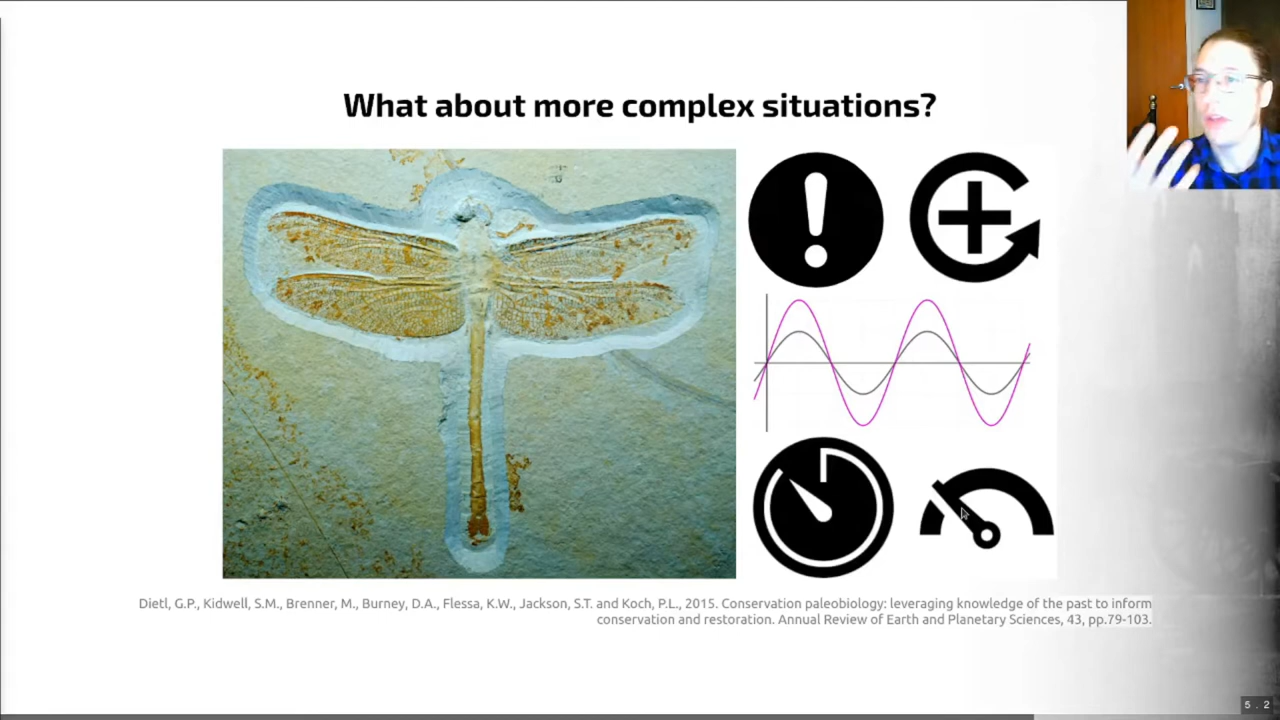 What about more complex situations?
Dietl, G.P., Kidwell, S.M., Brenner, M., Burney, D.A., Flessa, K.W., Jackson, S.T. and Koch, P.L., 2015. Conservation paleobiology: leveraging knowledge of the past to inform
conservation and restoration. Annual Review of Earth and Planetary Sciences, 43, pp.79-103.
5 . 2